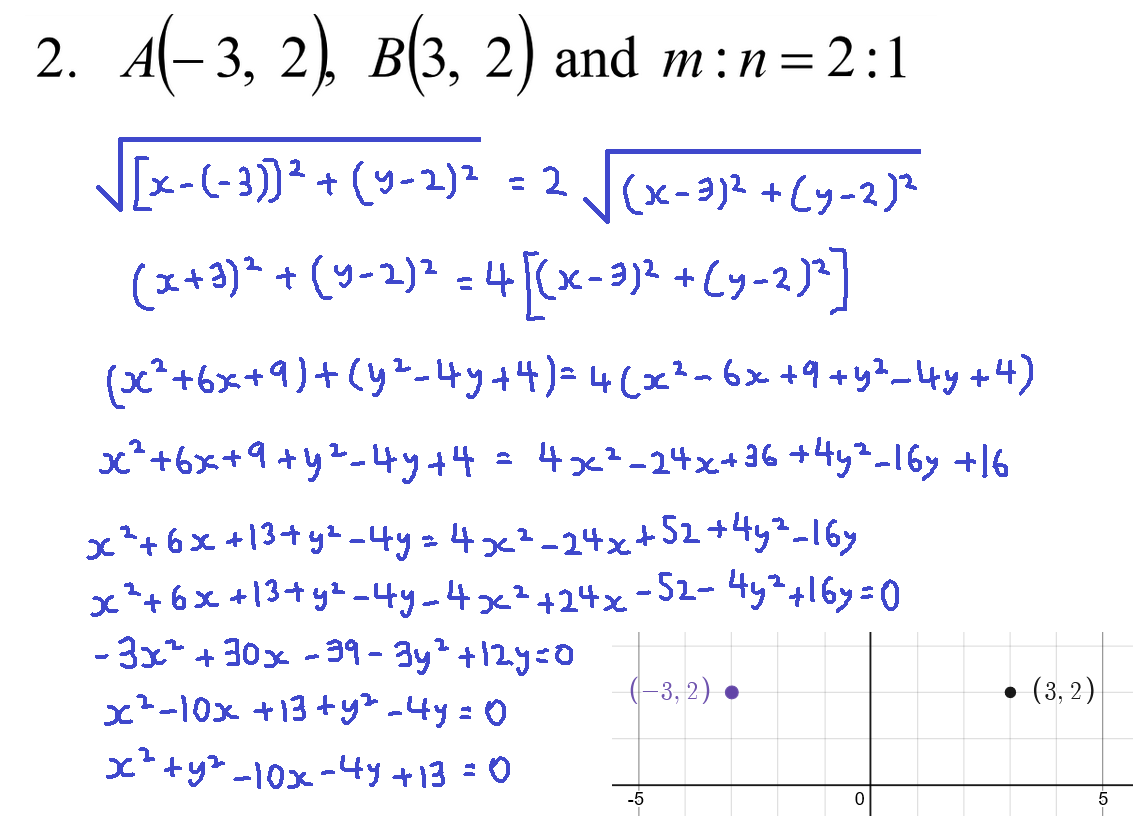 2. A(−3, 2), B(3, 2) and m : n = 2 : 1
√([x-(-3)]² + (y-2)²) = 2 √((x-3)² + (y-2)²)
(x+3)² + (y-2)² = 4[(x-3)² + (y-2)²]
(x²+6x+9)+(y²-4y+4)=4(x²-6x+9+y²-4y+4)
x²+6x+9+y²-4y+4 = 4x²-24x+36+4y²-16y+16
x²+6x+13+y²-4y=4x²-24x+52+4y²-16y
x²+6x+13+y²-4y-4x²+24x-52-4y²+16y=0
-3x²+30x-39-3y²+12y=0
x²-10x+13+y²-4y=0
x²+y²-10x-4y+13=0
(−3, 2)
(3, 2)
-5 0 5